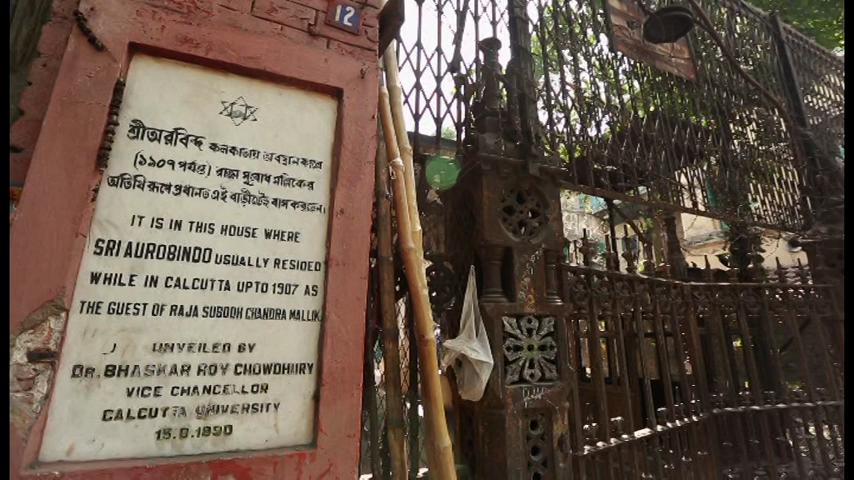 12
শ্রীঅরবিন্দ কলকাতায় অবস্থান কালে
(১৯০৭ পর্যন্ত) রাজা সুবোধ মল্লিকের
অতিথি রূপে প্রধানত এই বাড়ীতেই বাস করতেন।
IT IS IN THIS HOUSE WHERE
SRI AUROBINDO USUALLY RESIDED
WHILE IN CALCUTTA UPTO 1907 AS
THE GUEST OF RAJA SUBODH CHANDRA MALLIK.
UNVEILED BY
DR. BHASKAR ROY CHOWDHURY
VICE CHANCELLOR
CALCUTTA UNIVERSITY
15.8.1990